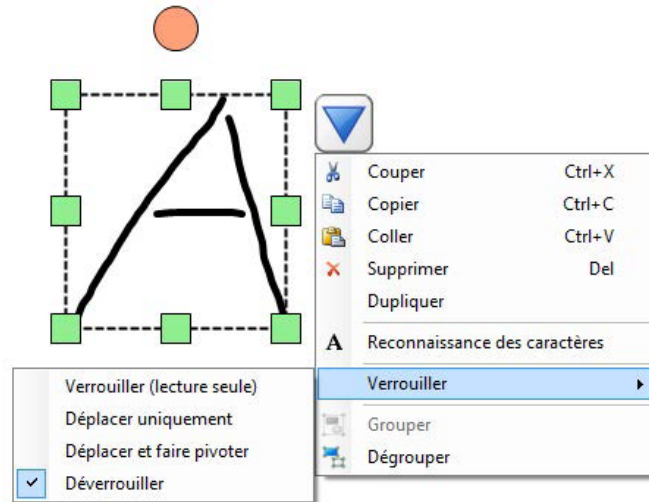 A
Couper Ctrl+X
Copier Ctrl+C
Coller Ctrl+V
Supprimer Del
Dupliquer
A Reconnaissance des caractères
Verrouiller
Grouper
Dégrouper
Verrouiller (lecture seule)
Déplacer uniquement
Déplacer et faire pivoter
Déverrouiller